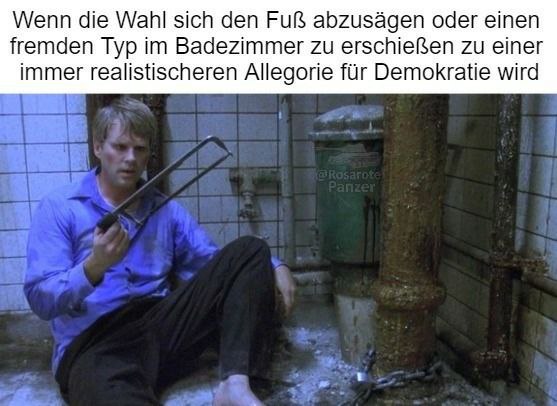 Wenn die Wahl sich den Fuß abzusägen oder einen
fremden Typ im Badezimmer zu erschießen zu einer
immer realistischeren Allegorie für Demokratie wird
@Rosarote
Panzer